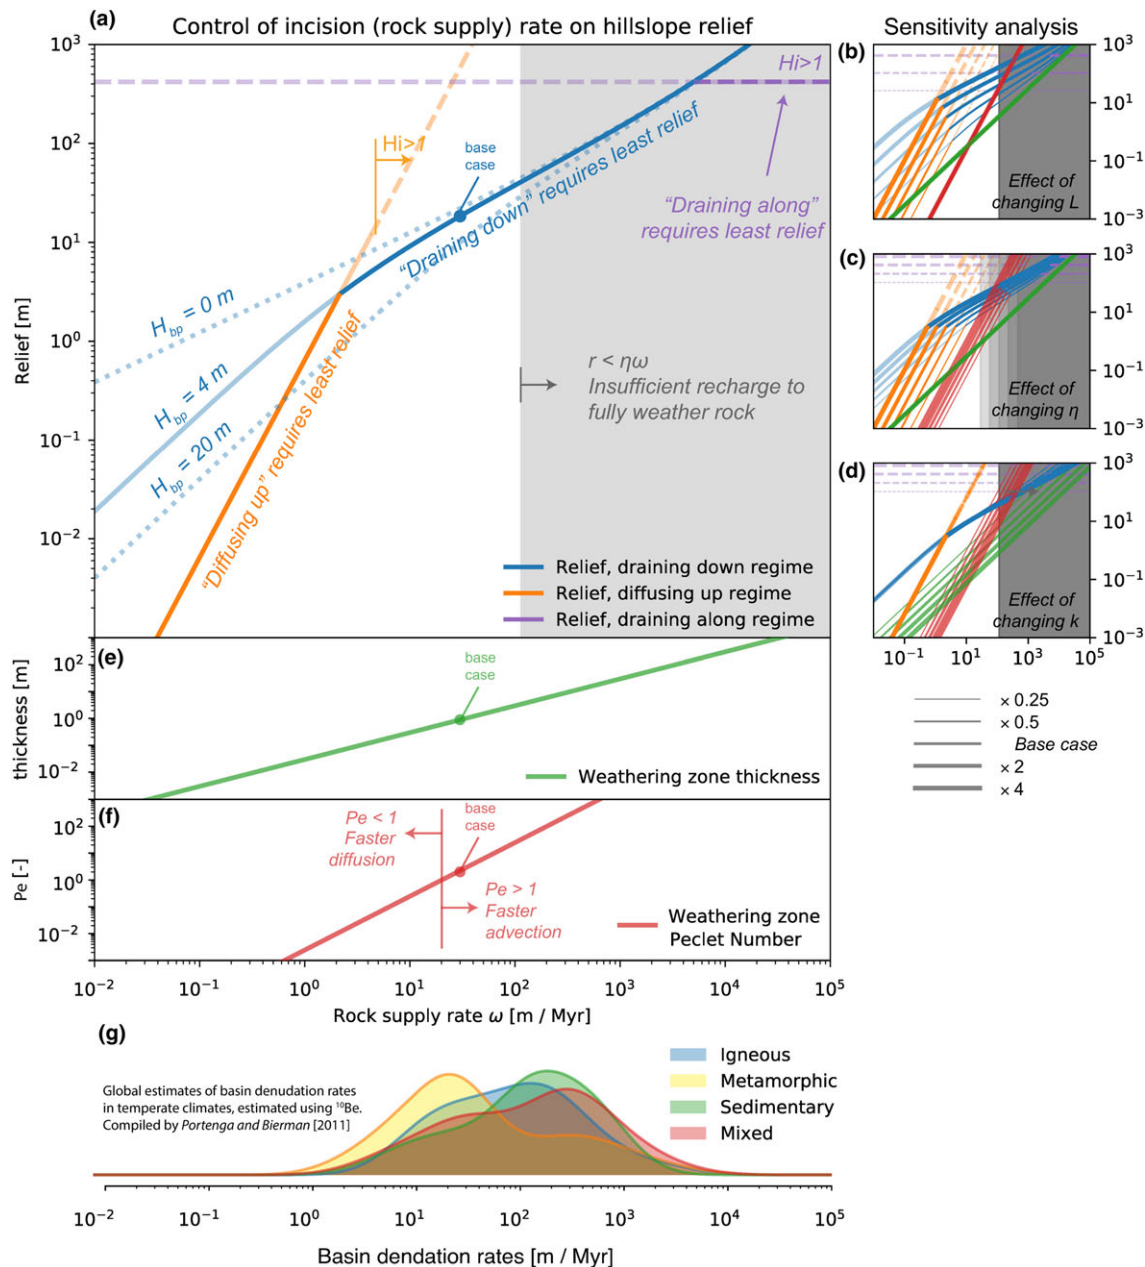 (a)
Control of incision (rock supply) rate on hillslope relief
Sensitivity analysis
10³
10²
10¹
10⁰
10⁻¹
10⁻²
Relief [m]
Hi>1
Hi>1
base
case
"Draining down" requires least relief
"Draining along"
requires least relief
H_bp = 0 m
H_bp = 4 m
H_bp = 20 m
"Diffusing up" requires least relief
r < ηω
Insufficient recharge to
fully weather rock
Relief, draining down regime
Relief, diffusing up regime
Relief, draining along regime
(b)
10³
10¹
10⁻¹
10⁻³
Effect of
changing L
(c)
10³
10¹
10⁻¹
10⁻³
Effect of
changing η
(d)
10³
10¹
10⁻¹
10⁻³
Effect of
changing k
10⁻¹ 10¹ 10³ 10⁵
× 0.25
× 0.5
Base case
× 2
× 4
(e)
10²
10⁰
10⁻²
thickness [m]
base
case
Weathering zone thickness
(f)
10²
10⁰
10⁻²
Pe [-]
Pe < 1
Faster
diffusion
base
case
Pe > 1
Faster
advection
Weathering zone
Peclet Number
10⁻² 10⁻¹ 10⁰ 10¹ 10² 10³ 10⁴ 10⁵
Rock supply rate ω [m / Myr]
(g)
Global estimates of basin denudation rates
in temperate climates, estimated using ¹⁰Be.
Compiled by Portenga and Bierman [2011]
Igneous
Metamorphic
Sedimentary
Mixed
10⁻² 10⁻¹ 10⁰ 10¹ 10² 10³ 10⁴ 10⁵
Basin dendation rates [m / Myr]